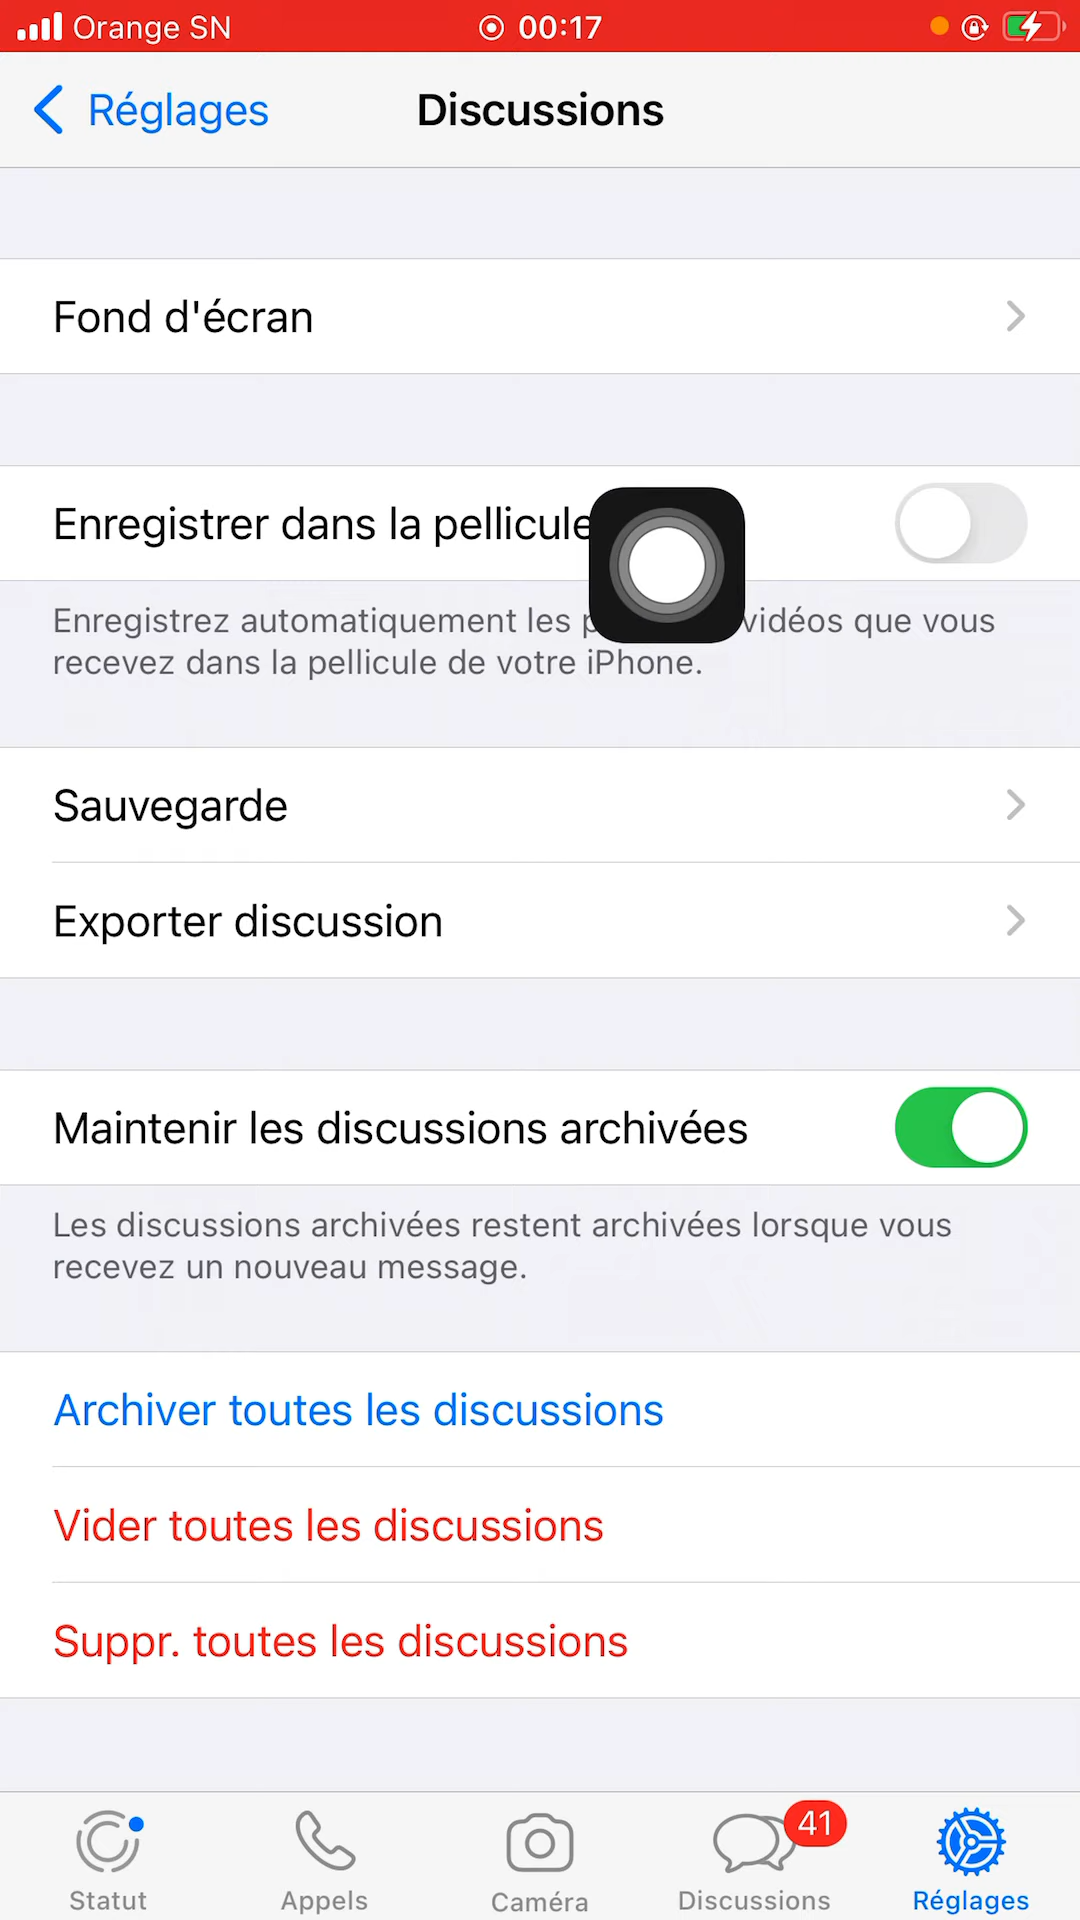 Orange SN 00:17
Réglages Discussions
Fond d'écran
Enregistrer dans la pellicule
Enregistrez automatiquement les vidéos que vous
recevez dans la pellicule de votre iPhone.
Sauvegarde
Exporter discussion
Maintenir les discussions archivées
Les discussions archivées restent archivées lorsque vous
recevez un nouveau message.
Archiver toutes les discussions
Vider toutes les discussions
Suppr. toutes les discussions
41
Statut Appels Caméra Discussions Réglages